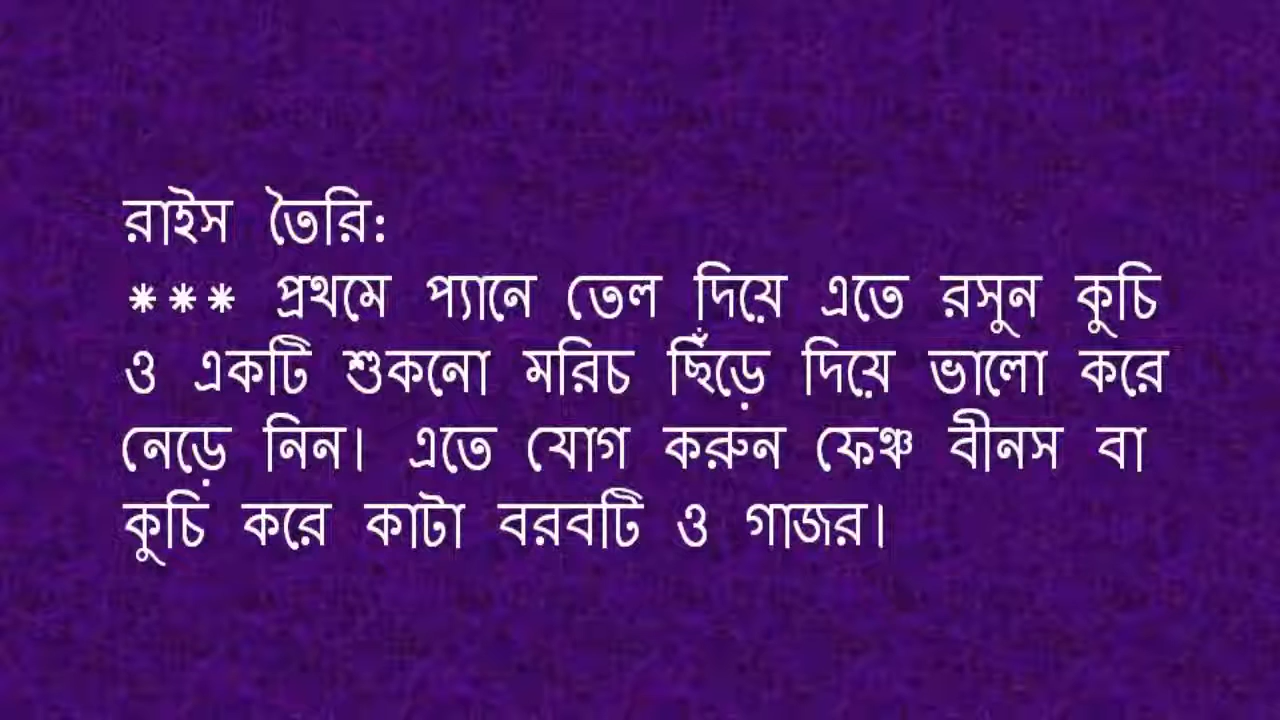 রাইস তৈরি:
*** প্রথমে প্যানে তেল দিয়ে এতে রসুন কুচি
ও একটি শুকনো মরিচ ছিঁড়ে দিয়ে ভালো করে
নেড়ে নিন। এতে যোগ করুন ফেঞ্চ বীনস বা
কুচি করে কাটা বরবটি ও গাজর।